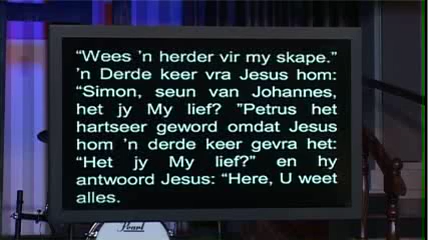 “Wees 'n herder vir my skape.”
'n Derde keer vra Jesus hom:
“Simon, seun van Johannes,
het jy My lief? ”Petrus het
hartseer geword omdat Jesus
hom 'n derde keer gevra het:
“Het jy My lief?” en hy
antwoord Jesus: “Here, U weet
alles.
Pearl